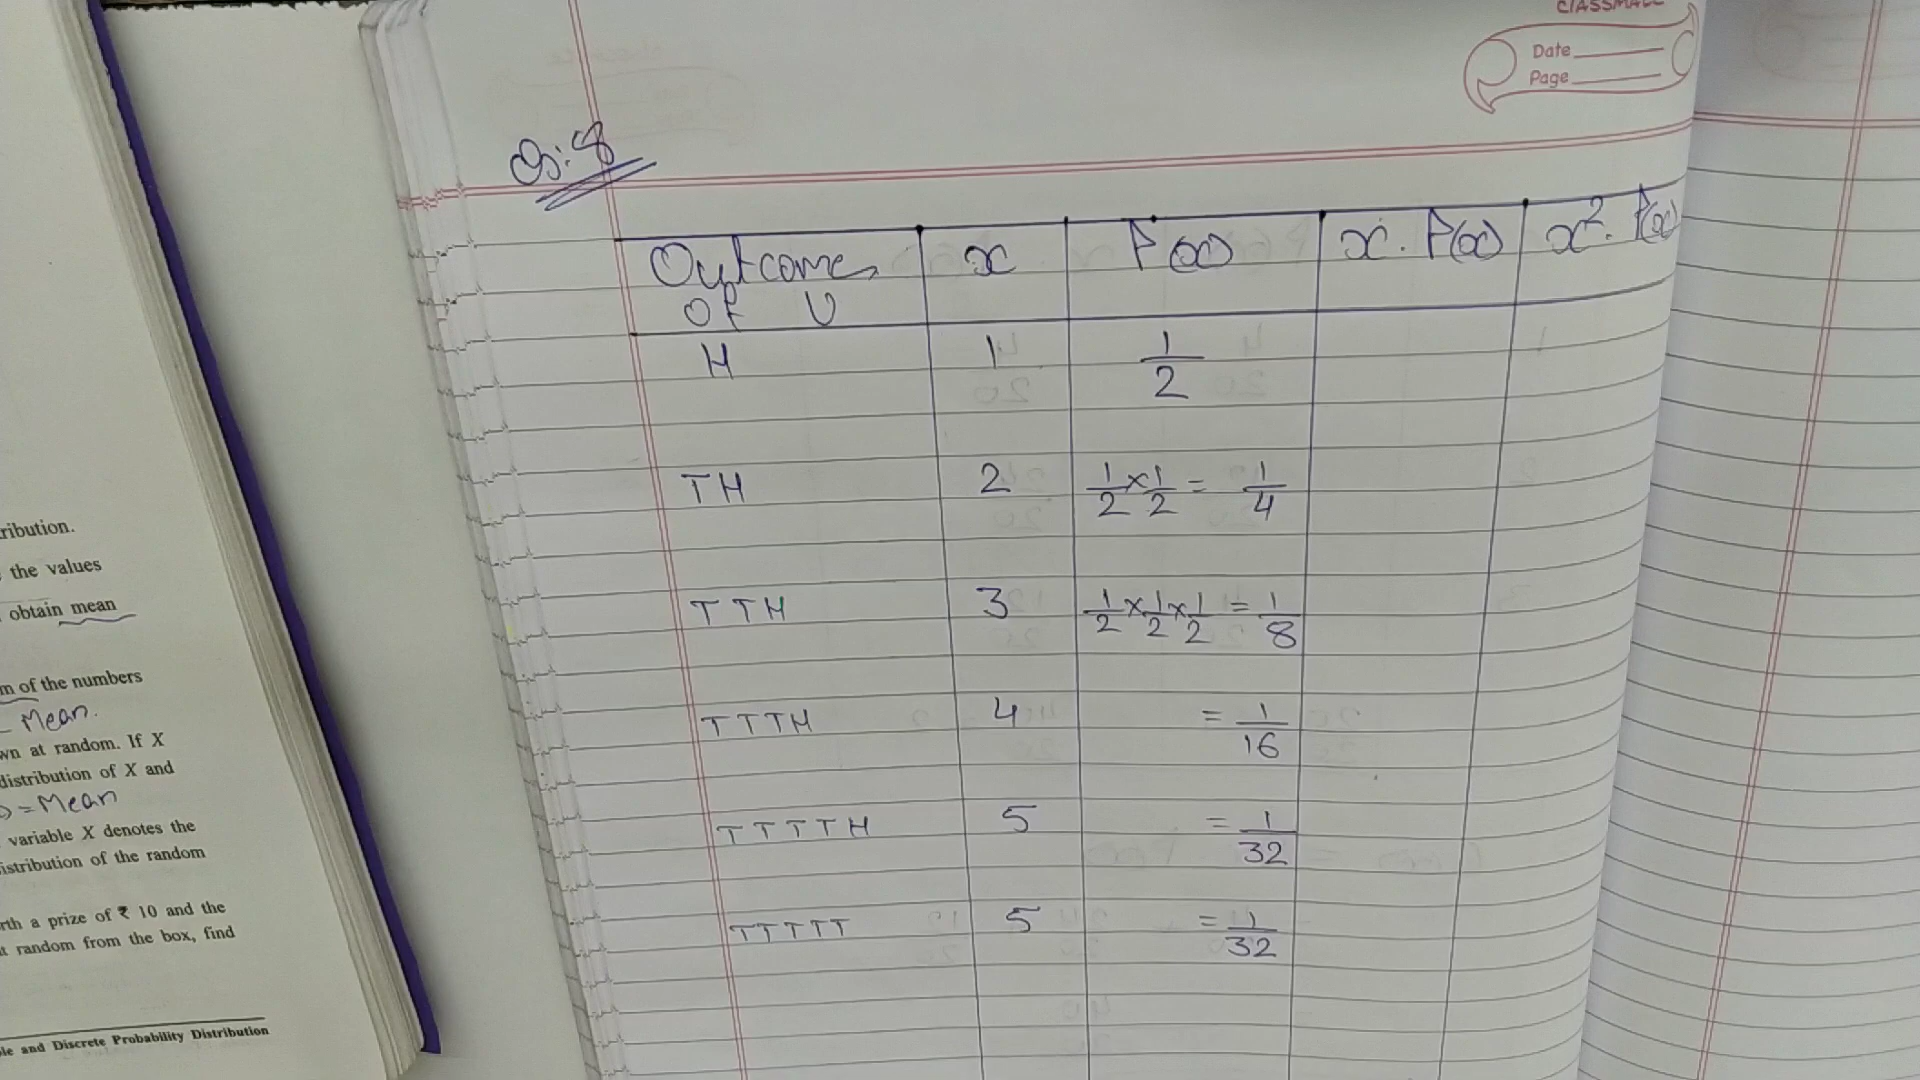 CLASSMATE
Date
Page
Q:8
Outcomes of U x P(x) x. P(x) x². P(x)
H 1 1/2
TH 2 1/2 × 1/2 = 1/4
TTH 3 1/2 × 1/2 × 1/2 = 1/8
TTTH 4 = 1/16
TTTTH 5 = 1/32
TTTTT 5 = 1/32
ribution.
the values
obtain mean
m of the numbers
Mean.
wn at random. If X
distribution of X and
= Mean
variable X denotes the
istribution of the random
rth a prize of ₹ 10 and the
t random from the box, find
le and Discrete Probability Distribution